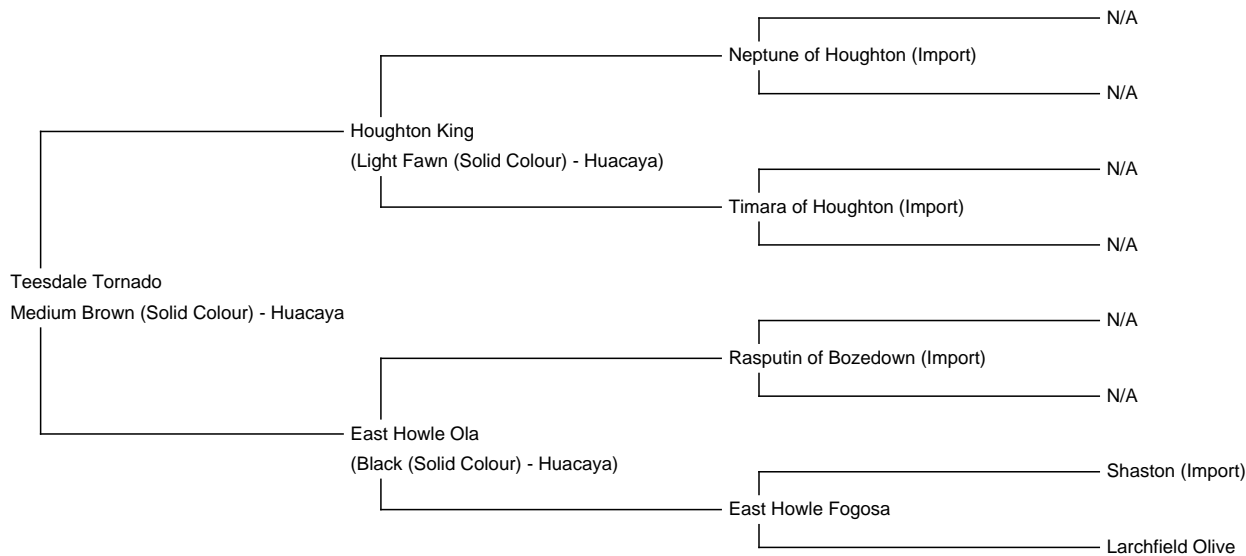 N/A
Neptune of Houghton (Import)
N/A
Houghton King
(Light Fawn (Solid Colour) - Huacaya)
N/A
Timara of Houghton (Import)
N/A
Teesdale Tornado
Medium Brown (Solid Colour) - Huacaya
N/A
Rasputin of Bozedown (Import)
N/A
East Howle Ola
(Black (Solid Colour) - Huacaya)
Shaston (Import)
East Howle Fogosa
Larchfield Olive